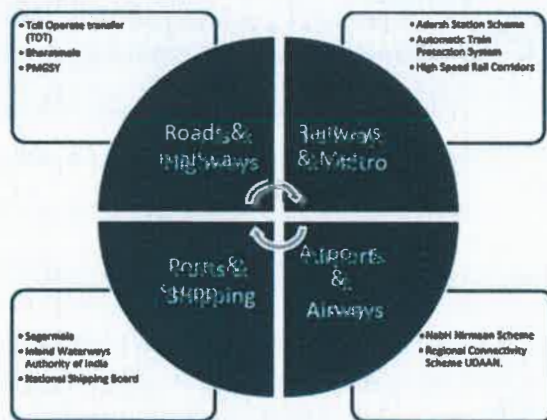 • Toll Operate transfer
(TOT)
• Bharatmala
• PMGSY
• Adersh Station Scheme
• Automatic Train
Protection System
• High Speed Rail Corridors
Roads &
Highways
Railways
& Metro
Ports &
Shipping
Airports
&
Airways
• Sagarmala
• Inland Waterways
Authority of India
• National Shipping Board
• NabH Nirmaan Scheme
• Regional Connectivity
Scheme UDAAN.